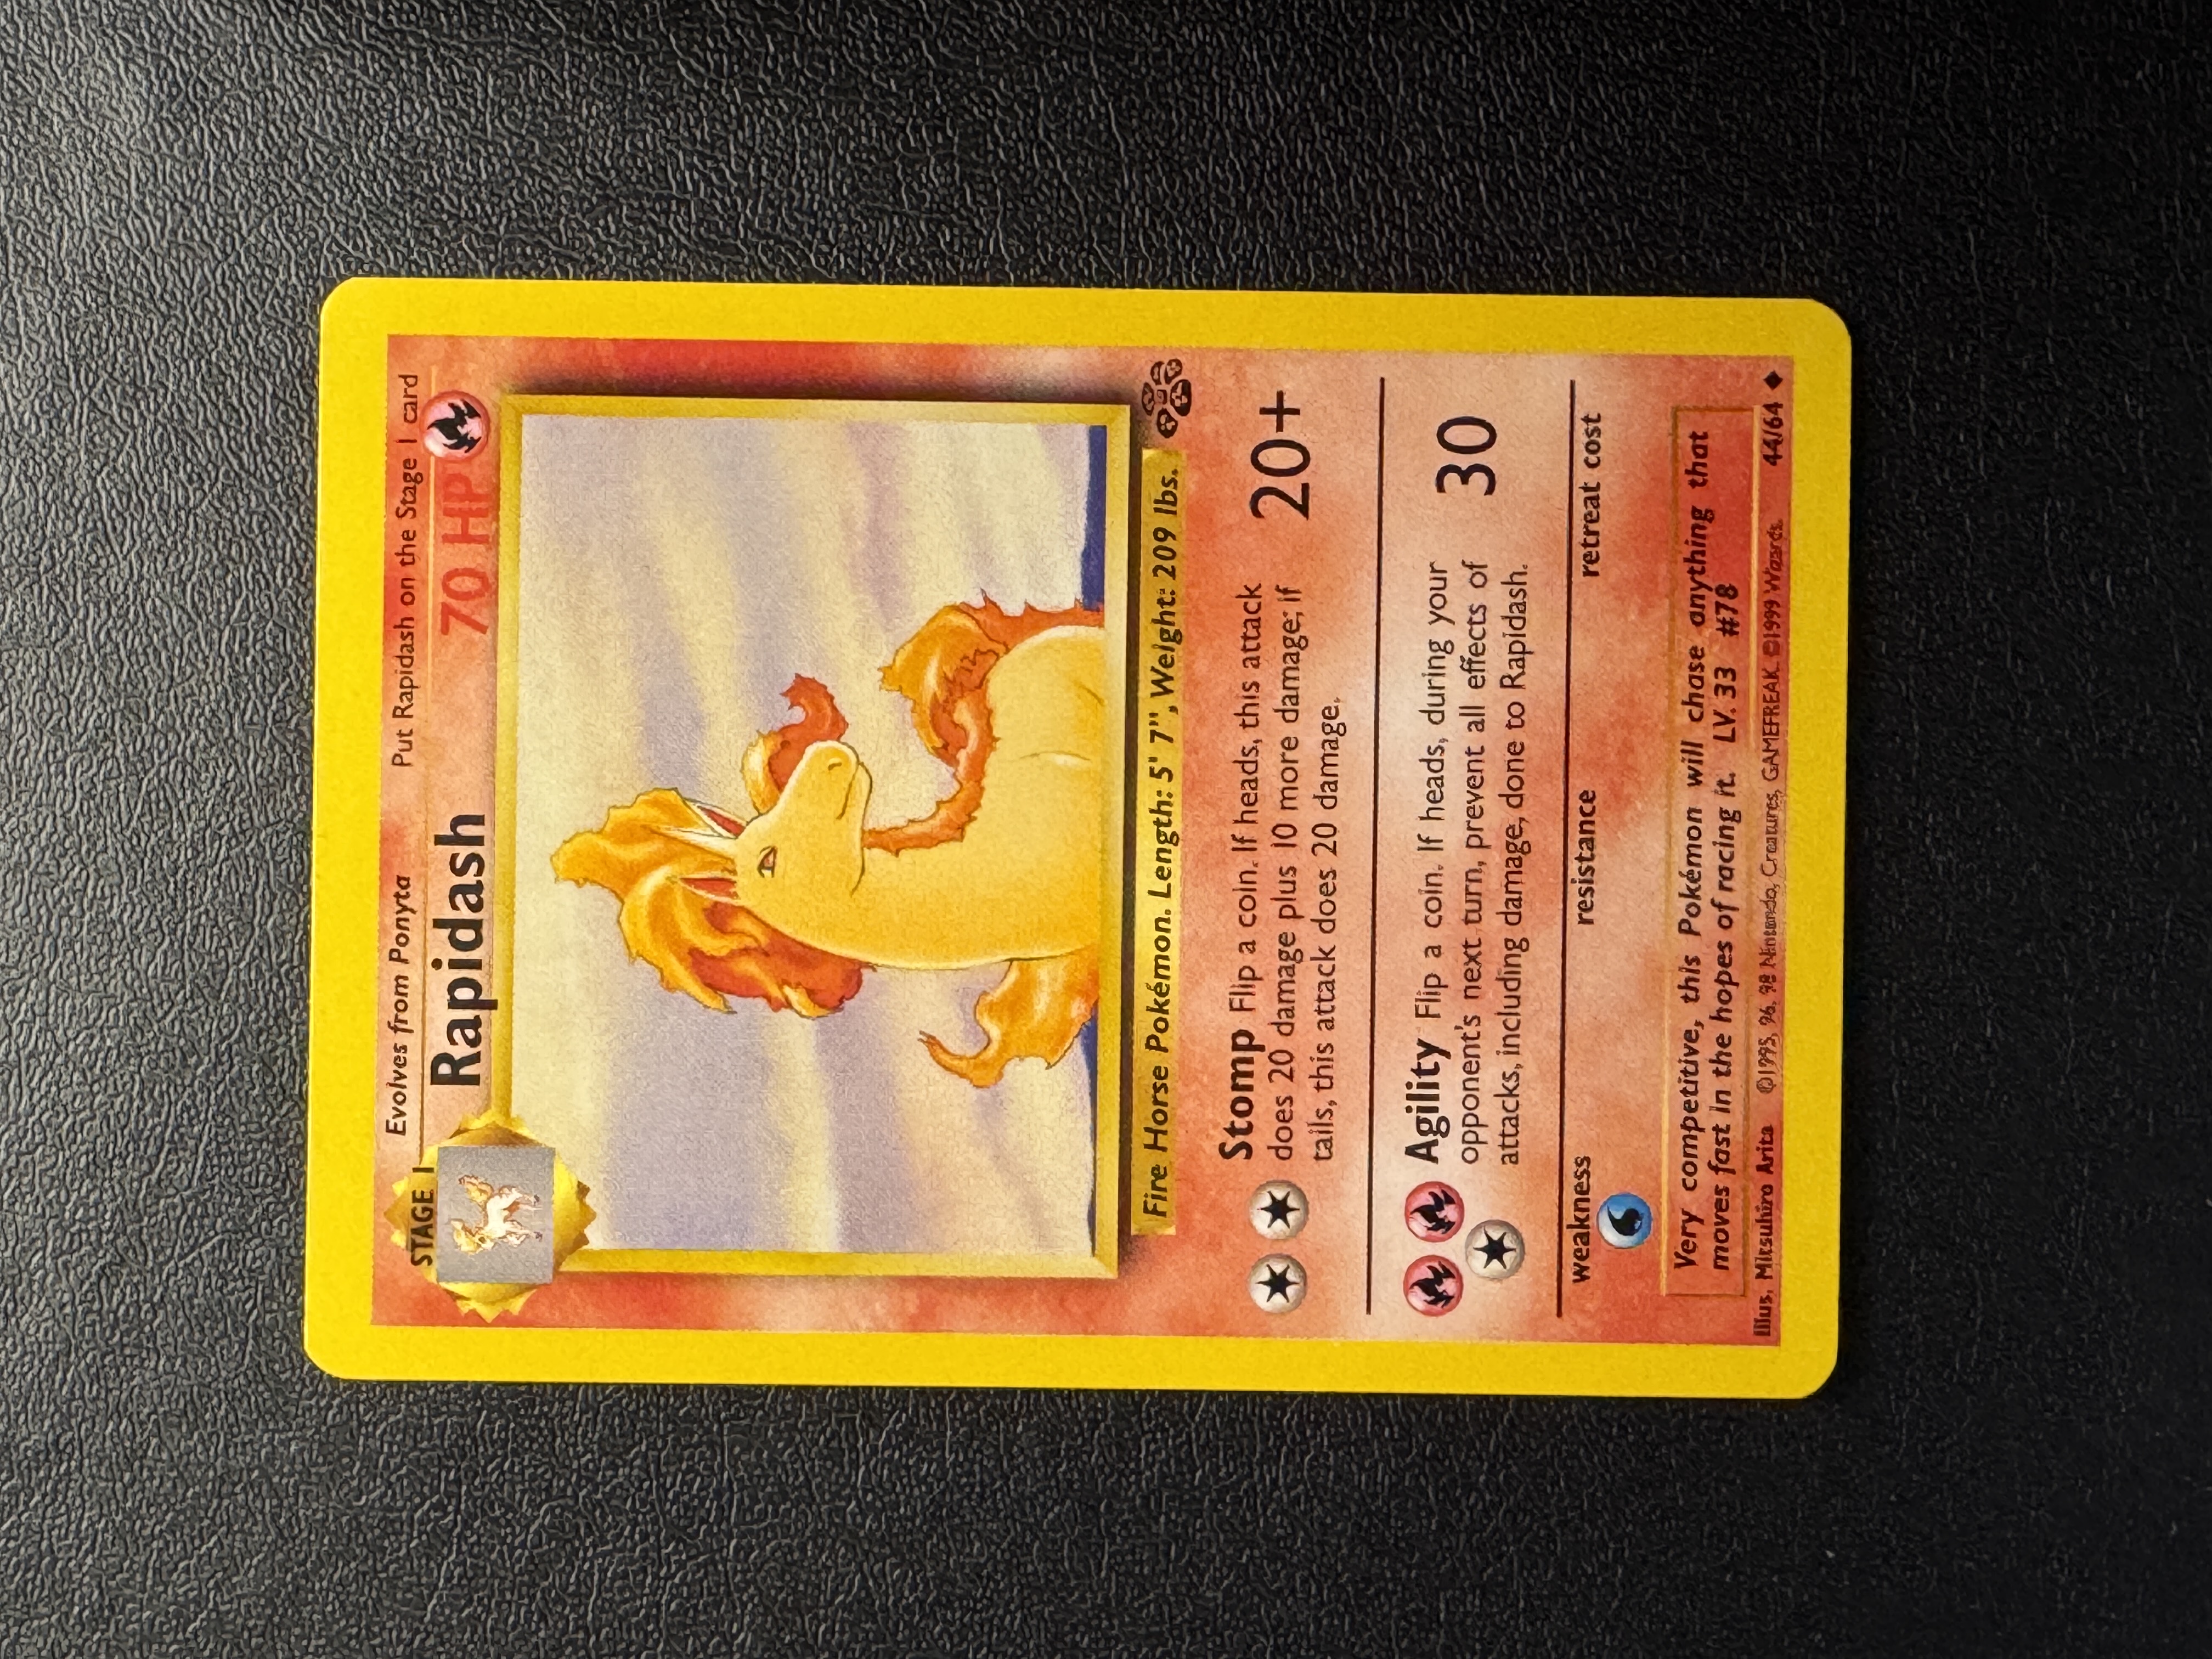 Evolves from Ponyta Put Rapidash on the Stage 1 card
STAGE 1
Rapidash 70 HP
Fire Horse Pokémon. Length: 5' 7", Weight: 209 lbs.
Stomp Flip a coin. If heads, this attack
does 20 damage plus 10 more damage; if
tails, this attack does 20 damage.
20+
Agility Flip a coin. If heads, during your
opponent's next turn, prevent all effects of
attacks, including damage, done to Rapidash.
30
weakness resistance retreat cost
Very competitive, this Pokémon will chase anything that
moves fast in the hopes of racing it. LV. 33 #78
Illus. Mitsuhiro Arita ©1995, 96, 98 Nintendo, Creatures, GAMEFREAK. ©1999 Wizards. 44/64